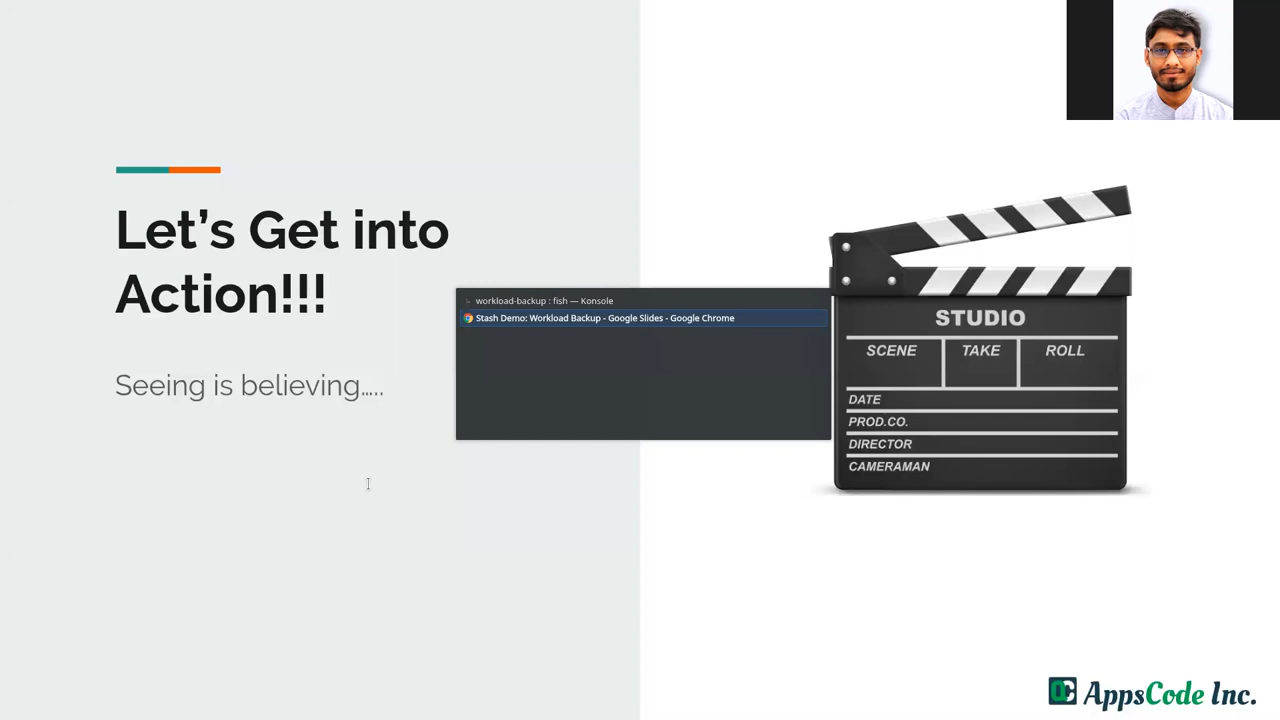 Let's Get into
Action!!!
Seeing is believing.....
workload-backup : fish — Konsole
Stash Demo: Workload Backup - Google Slides - Google Chrome
STUDIO
SCENE TAKE ROLL
DATE
PROD.CO.
DIRECTOR
CAMERAMAN
AppsCode Inc.